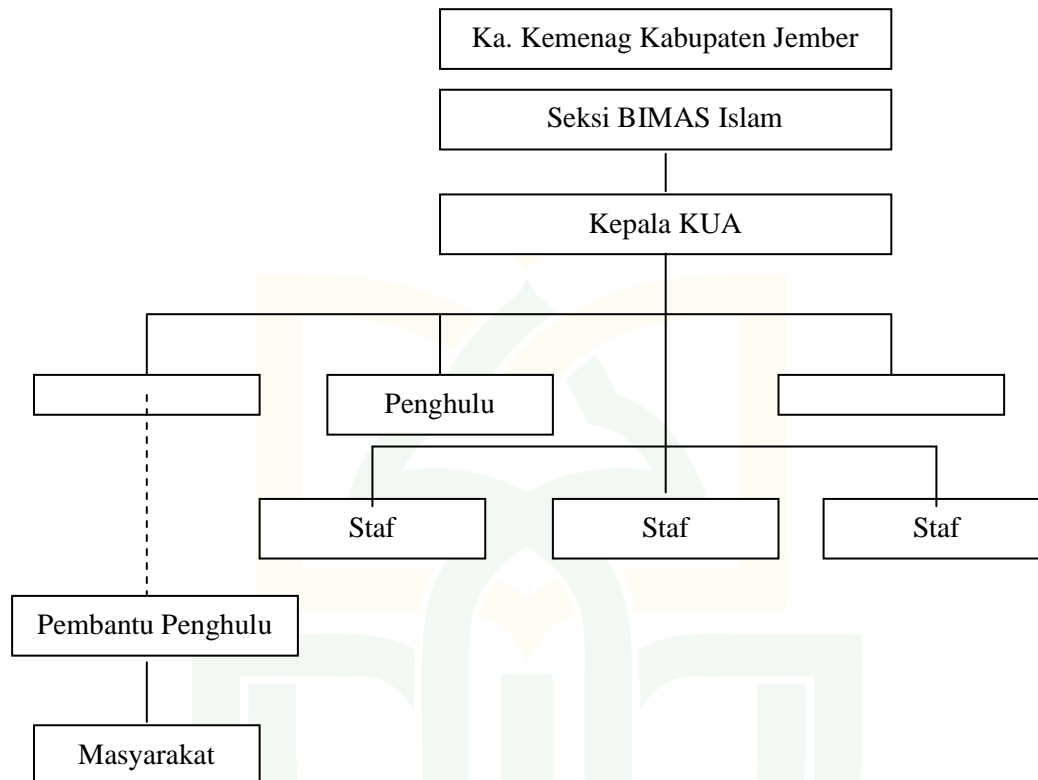 Ka. Kemenag Kabupaten Jember
Seksi BIMAS Islam
Kepala KUA
Penghulu
Staf
Staf
Staf
Pembantu Penghulu
Masyarakat